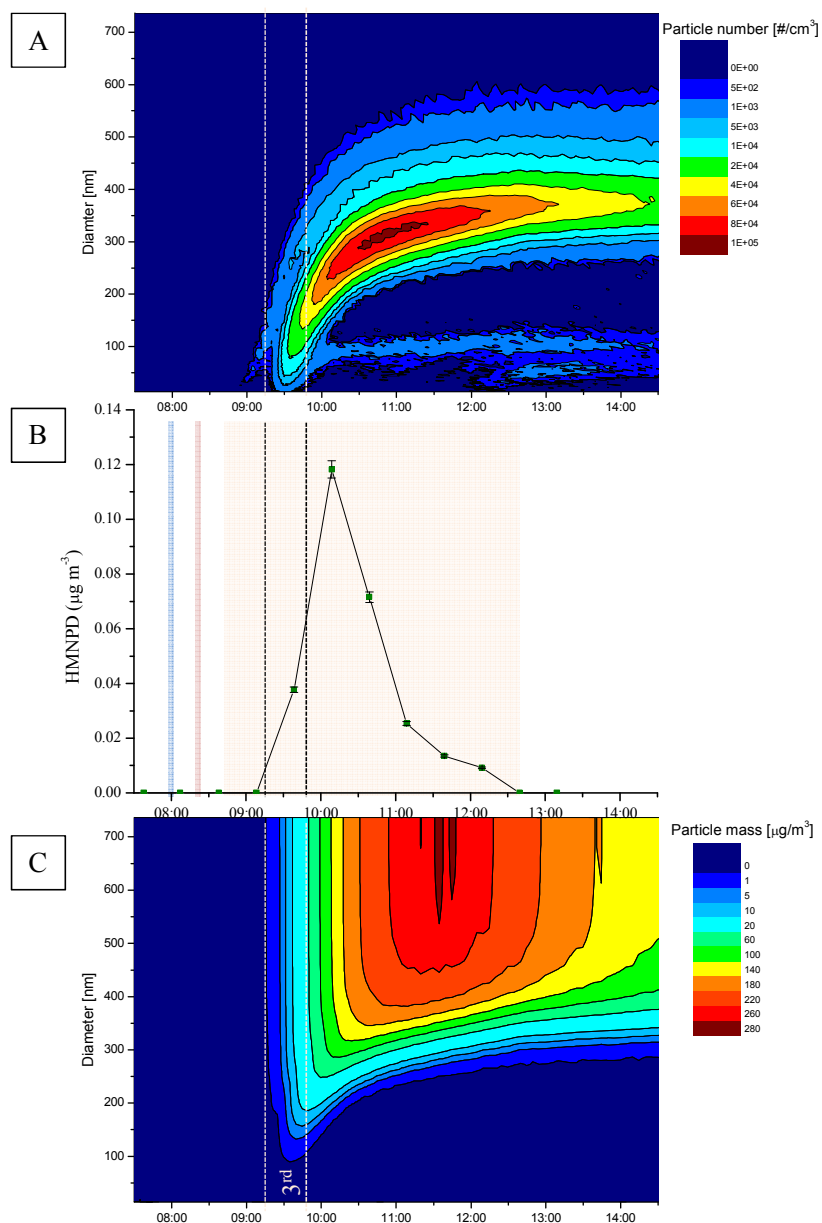 A
Particle number [#/cm³]
700
600
500
400
300
200
100
Diamter [nm]
0E+00
5E+02
1E+03
5E+03
1E+04
2E+04
4E+04
6E+04
8E+04
1E+05
08:00 09:00 10:00 11:00 12:00 13:00 14:00
B
0.14
0.12
0.10
0.08
0.06
0.04
0.02
0.00
HMNPD (µg m⁻³)
08:00 09:00 10:00 11:00 12:00 13:00 14:00
C
Particle mass [µg/m³]
700
600
500
400
300
200
100
Diameter [nm]
0
1
5
10
20
60
100
140
180
220
260
280
3rd
08:00 09:00 10:00 11:00 12:00 13:00 14:00